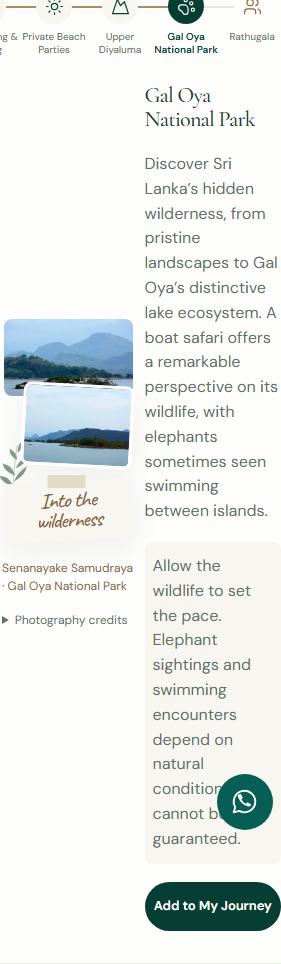 ng & Private Beach Upper Gal Oya Rathugala
g Parties Diyaluma National Park
Gal Oya
National Park
Discover Sri
Lanka’s hidden
wilderness, from
pristine
landscapes to Gal
Oya’s distinctive
lake ecosystem. A
boat safari offers
a remarkable
perspective on its
wildlife, with
elephants
sometimes seen
swimming
between islands.
Into the
wilderness
Senanayake Samudraya
· Gal Oya National Park
Photography credits
Allow the
wildlife to set
the pace.
Elephant
sightings and
swimming
encounters
depend on
natural
condition
cannot b
guaranteed.
Add to My Journey